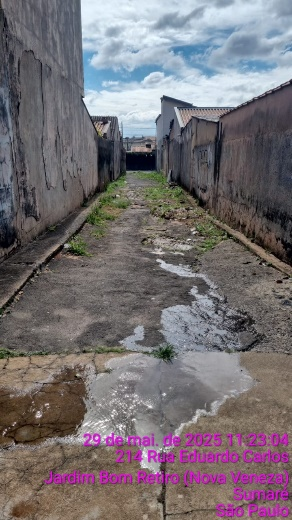 29 de mai. de 2025 11:23:04
214 Rua Eduardo Carlos
Jardim Bom Retiro (Nova Veneza)
Sumaré
São Paulo